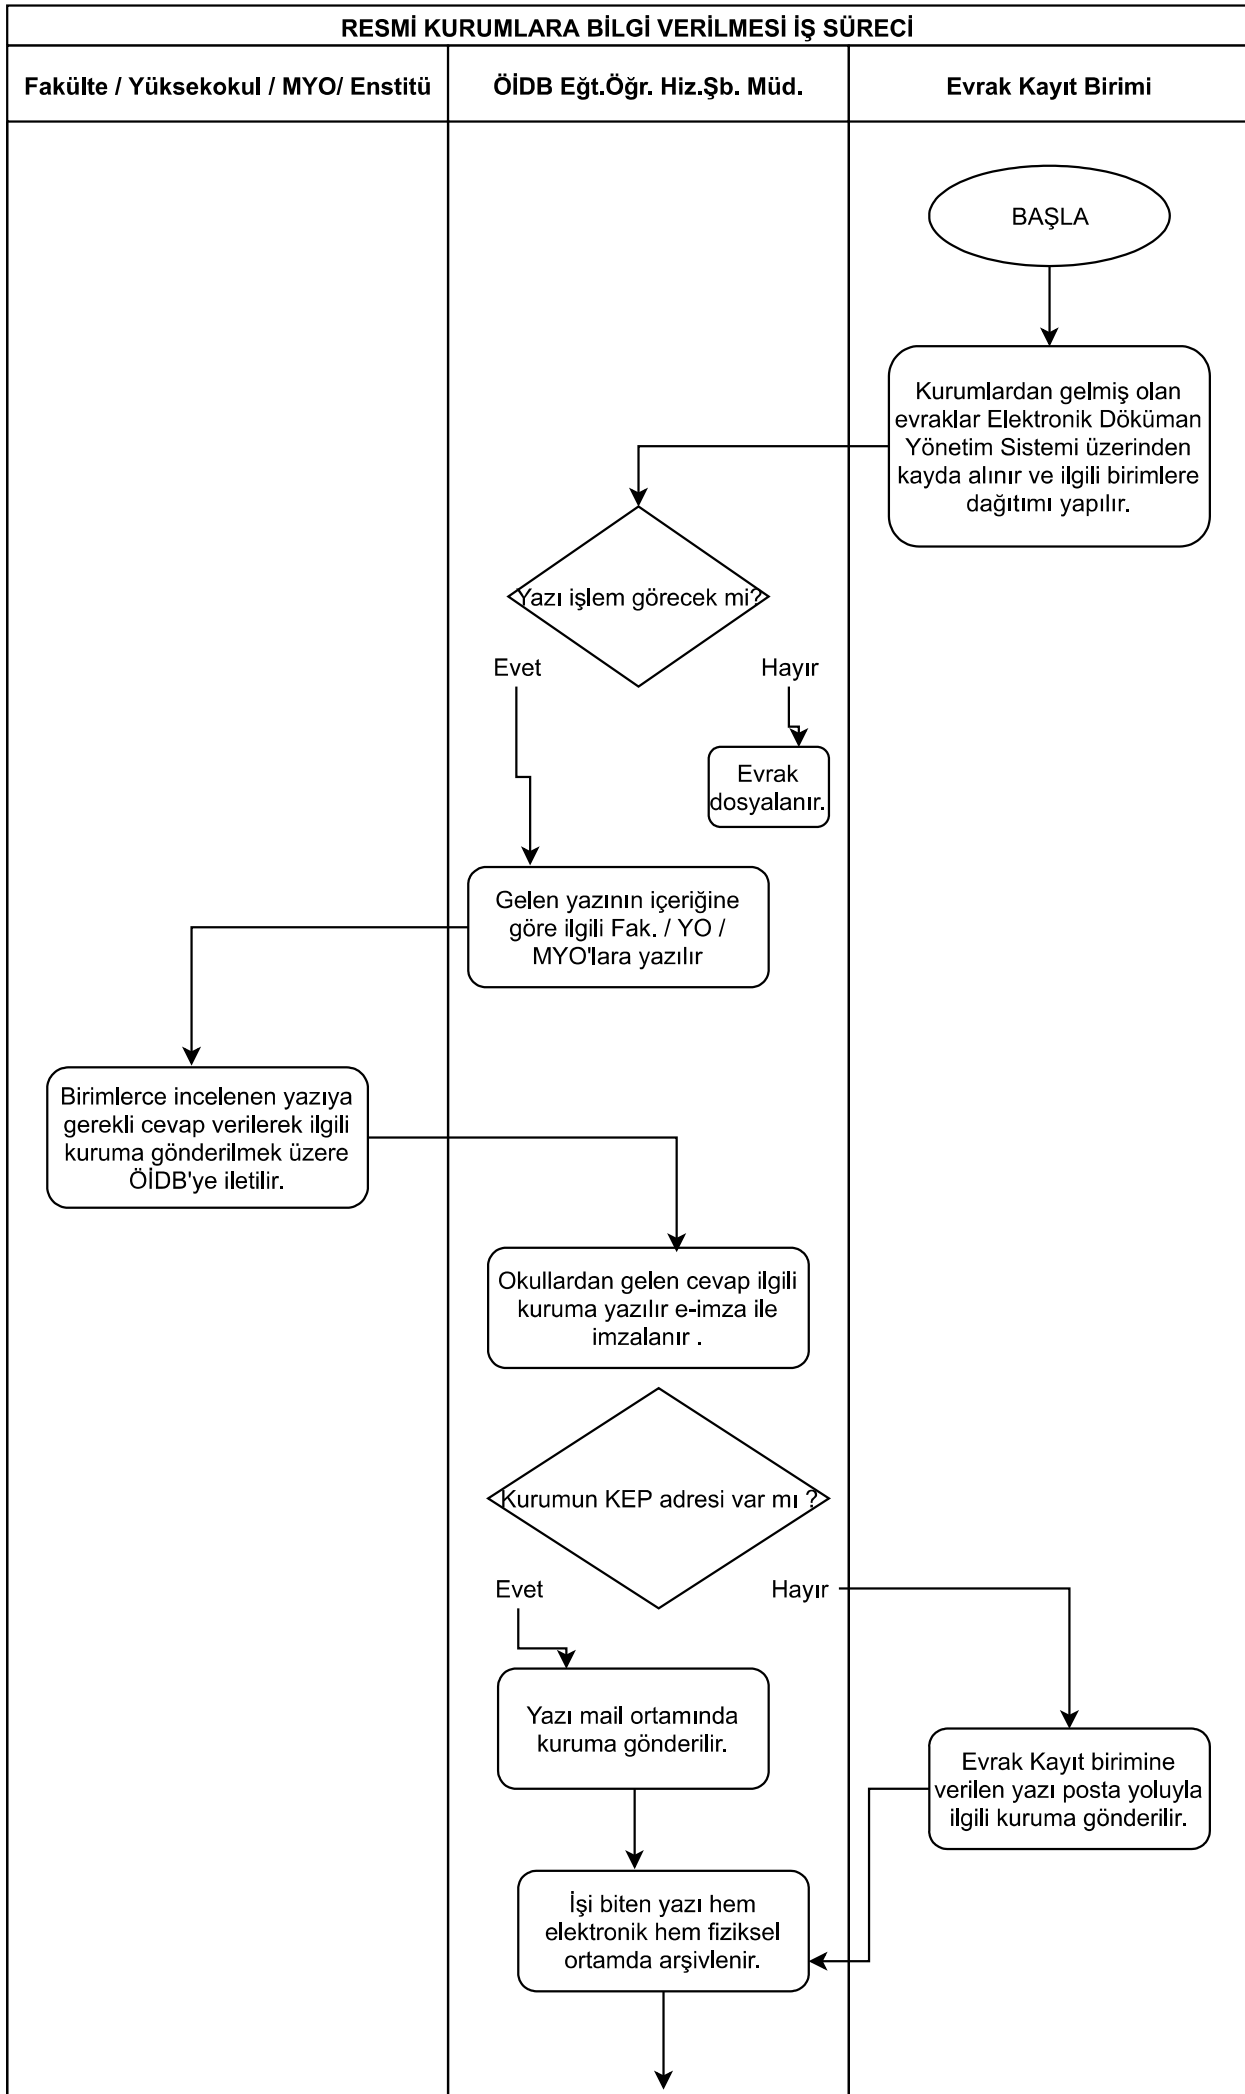 RESMİ KURUMLARA BİLGİ VERİLMESİ İŞ SÜRECİ
Fakülte / Yüksekokul / MYO/ Enstitü
ÖİDB Eğt.Öğr. Hiz.Şb. Müd.
Evrak Kayıt Birimi
BAŞLA
Kurumlardan gelmiş olan
evraklar Elektronik Döküman
Yönetim Sistemi üzerinden
kayda alınır ve ilgili birimlere
dağıtımı yapılır.
Yazı işlem görecek mi?
Evet
Hayır
Evrak
dosyalanır.
Gelen yazının içeriğine
göre ilgili Fak. / YO /
MYO'lara yazılır
Birimlerce incelenen yazıya
gerekli cevap verilerek ilgili
kuruma gönderilmek üzere
ÖİDB'ye iletilir.
Okullardan gelen cevap ilgili
kuruma yazılır e-imza ile
imzalanır .
Kurumun KEP adresi var mı ?
Evet
Hayır
Yazı mail ortamında
kuruma gönderilir.
Evrak Kayıt birimine
verilen yazı posta yoluyla
ilgili kuruma gönderilir.
İşi biten yazı hem
elektronik hem fiziksel
ortamda arşivlenir.